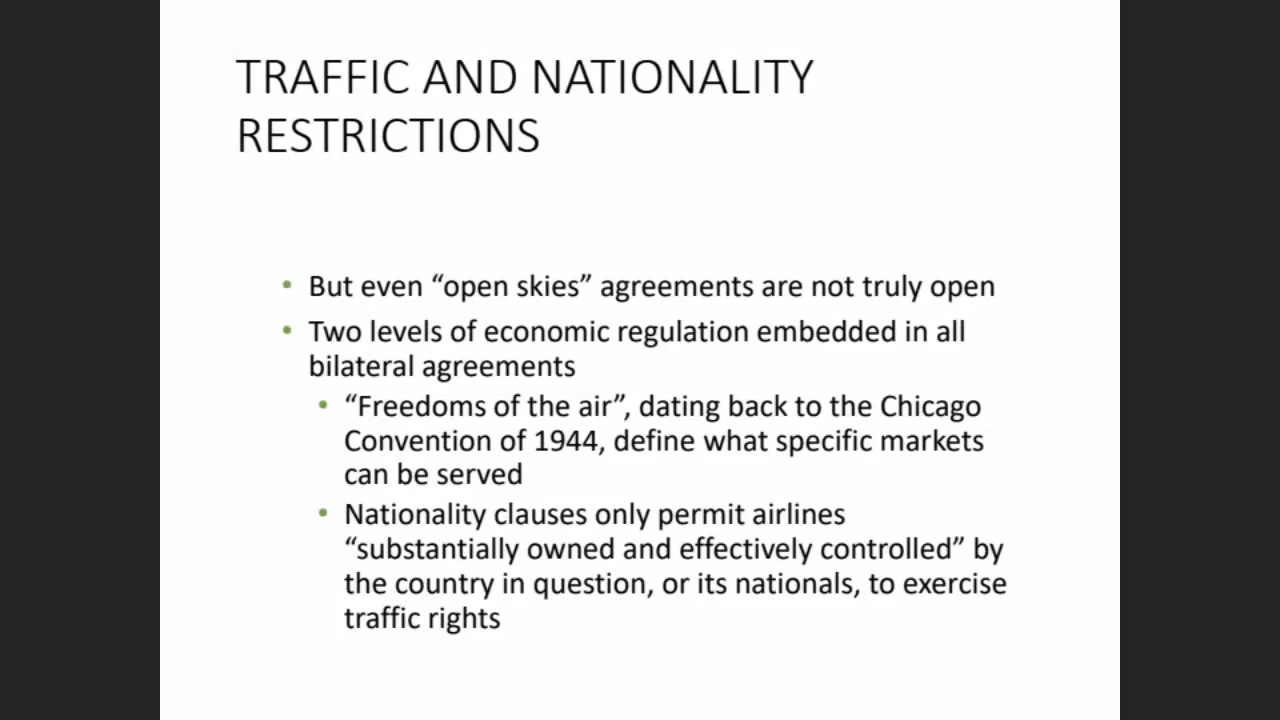 TRAFFIC AND NATIONALITY
RESTRICTIONS
• But even “open skies” agreements are not truly open
• Two levels of economic regulation embedded in all
bilateral agreements
• “Freedoms of the air”, dating back to the Chicago
Convention of 1944, define what specific markets
can be served
• Nationality clauses only permit airlines
“substantially owned and effectively controlled” by
the country in question, or its nationals, to exercise
traffic rights